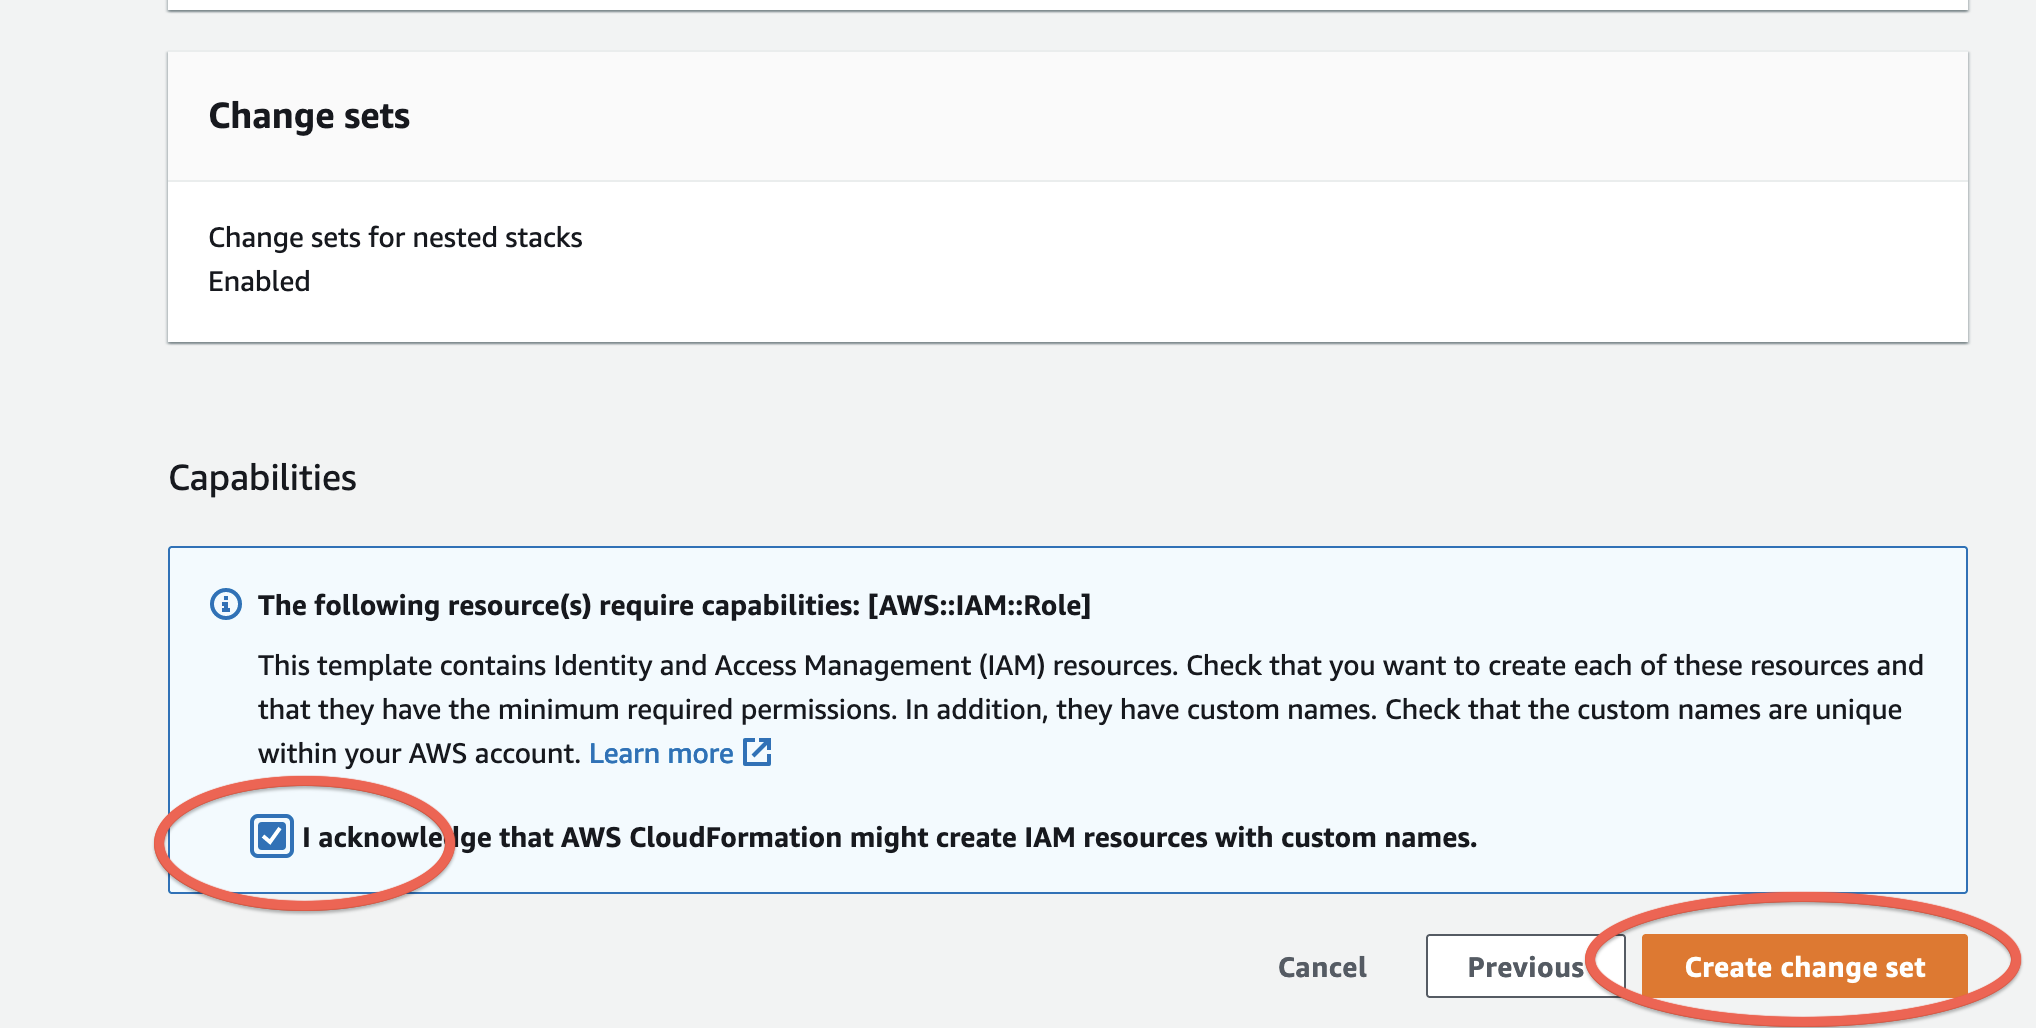 Change sets
Change sets for nested stacks
Enabled
Capabilities
The following resource(s) require capabilities: [AWS::IAM::Role]
This template contains Identity and Access Management (IAM) resources. Check that you want to create each of these resources and
that they have the minimum required permissions. In addition, they have custom names. Check that the custom names are unique
within your AWS account. Learn more
I acknowledge that AWS CloudFormation might create IAM resources with custom names.
Cancel Previous Create change set